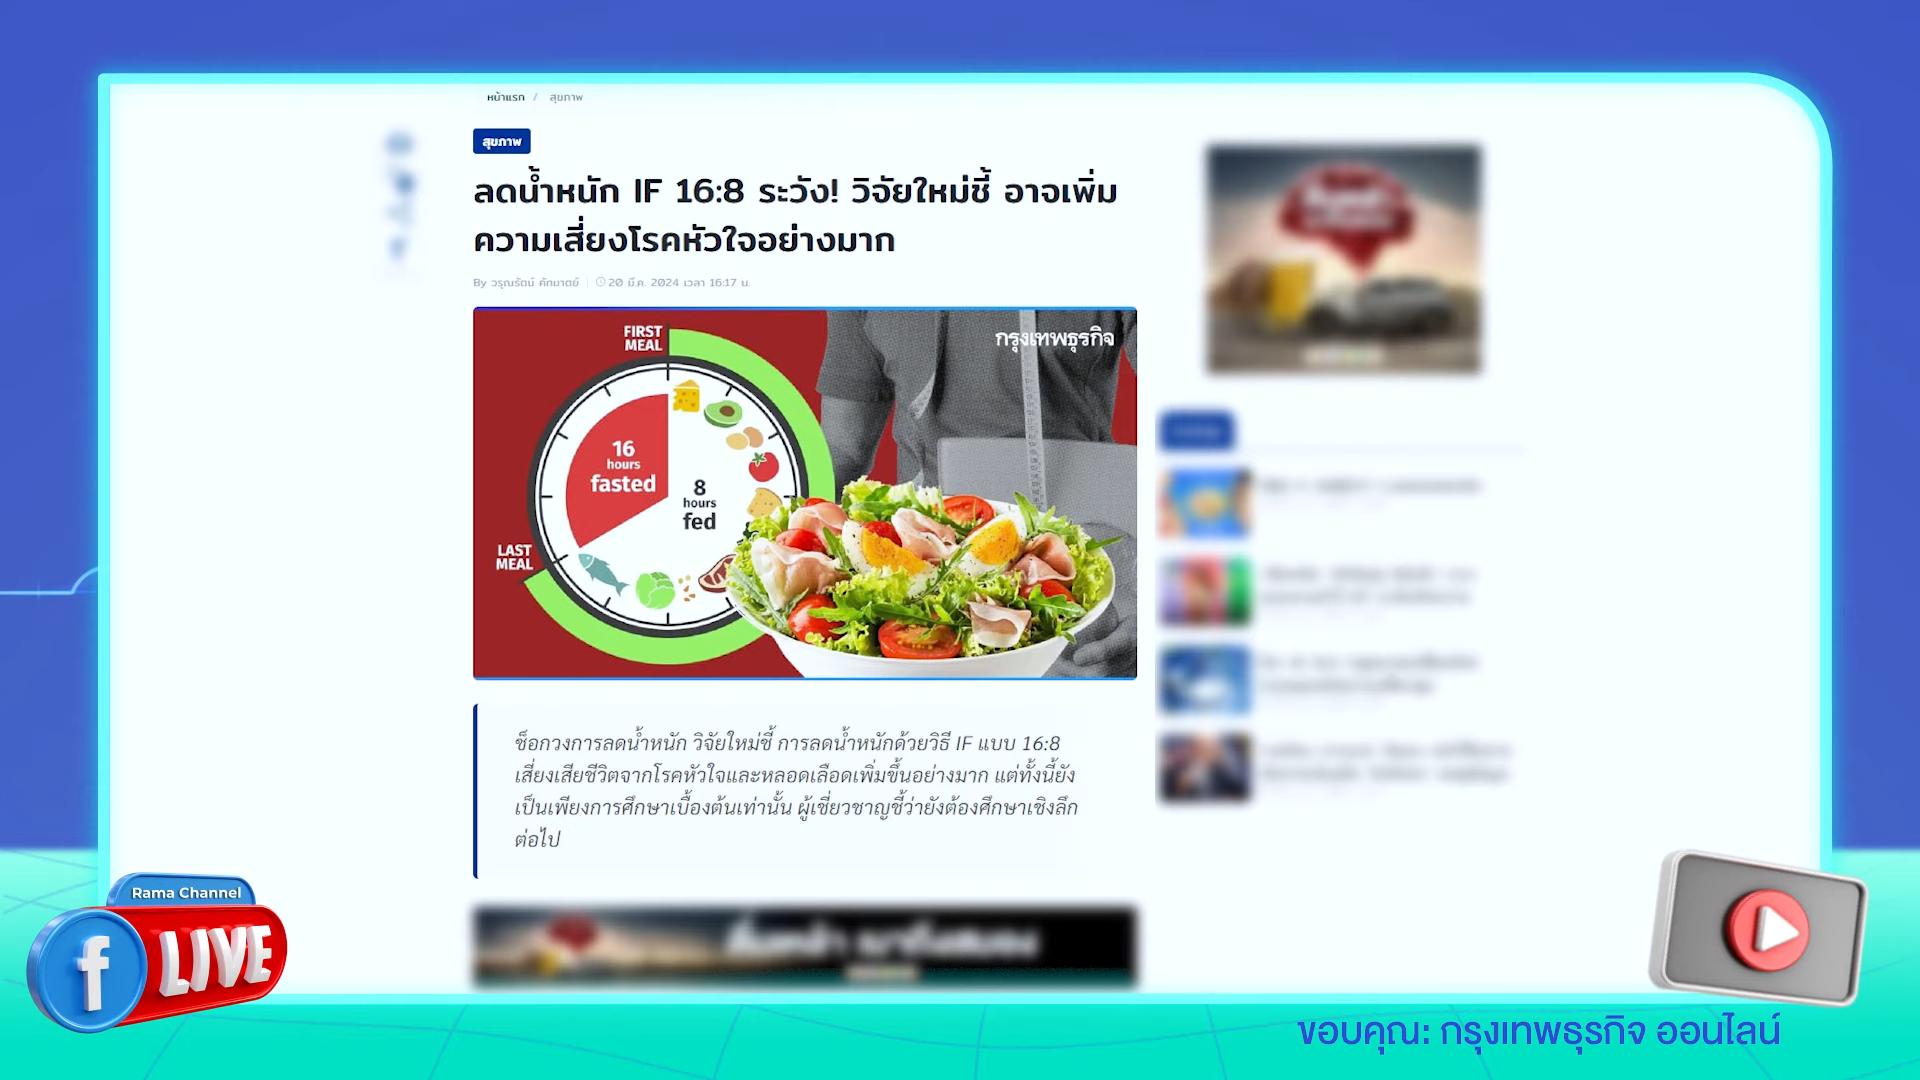 หน้าแรก / สุขภาพ
สุขภาพ
ลดน้ำหนัก IF 16:8 ระวัง! วิจัยใหม่ชี้ อาจเพิ่ม
ความเสี่ยงโรคหัวใจอย่างมาก
By วรุณรัตน์ คัทมาตย์ | 20 มี.ค. 2024 เวลา 16:17 น.
FIRST
MEAL
กรุงเทพธุรกิจ
16
hours
fasted
8
hours
fed
LAST
MEAL
ช็อกวงการลดน้ำหนัก วิจัยใหม่ชี้ การลดน้ำหนักด้วยวิธี IF แบบ 16:8
เสี่ยงเสียชีวิตจากโรคหัวใจและหลอดเลือดเพิ่มขึ้นอย่างมาก แต่ทั้งนี้ยัง
เป็นเพียงการศึกษาเบื้องต้นเท่านั้น ผู้เชี่ยวชาญชี้ว่ายังต้องศึกษาเชิงลึก
ต่อไป
Rama Channel
f LIVE
ขอบคุณ: กรุงเทพธุรกิจ ออนไลน์